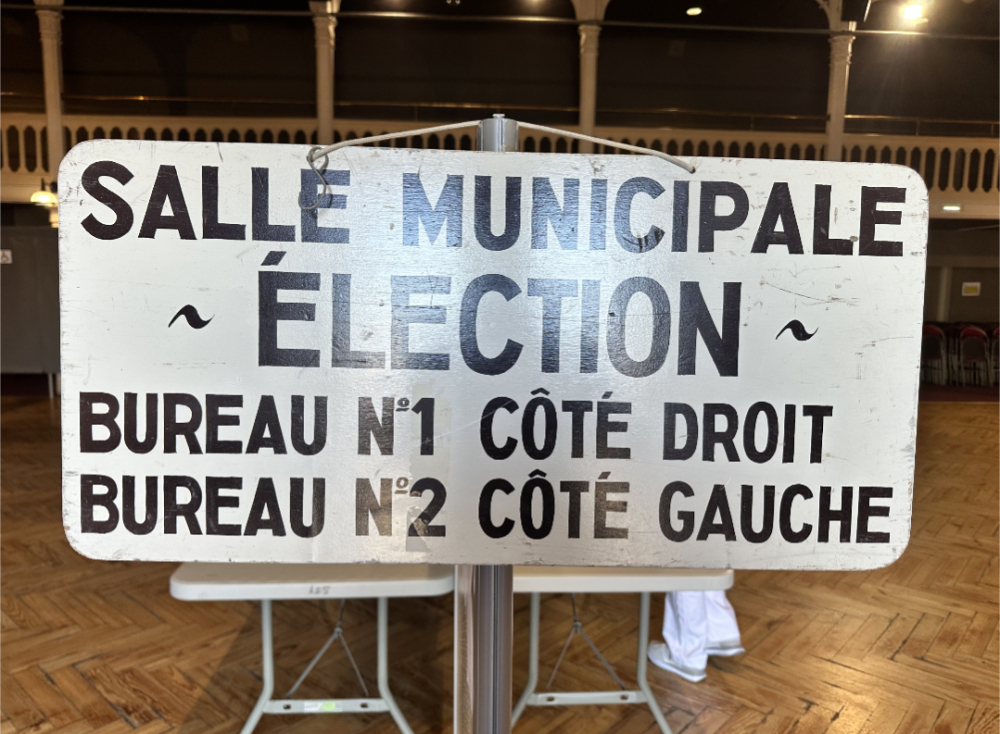 SALLE MUNICIPALE
~ ÉLECTION ~
BUREAU N°1 CÔTÉ DROIT
BUREAU N°2 CÔTÉ GAUCHE